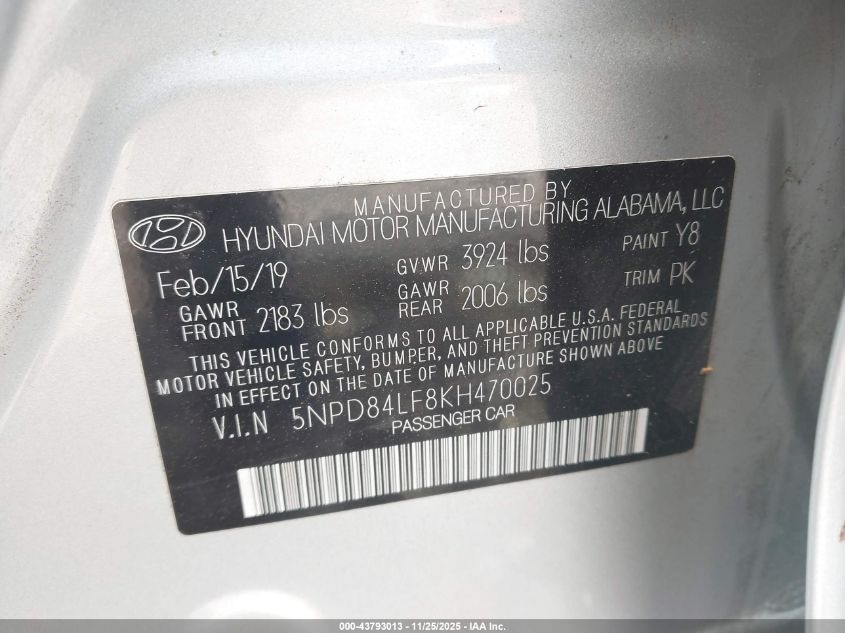 MANUFACTURED BY
HYUNDAI MOTOR MANUFACTURING ALABAMA, LLC
Feb/15/19 GVWR 3924 lbs PAINT Y8
GAWR FRONT 2183 lbs GAWR REAR 2006 lbs TRIM PK
THIS VEHICLE CONFORMS TO ALL APPLICABLE U.S.A. FEDERAL
MOTOR VEHICLE SAFETY, BUMPER, AND THEFT PREVENTION STANDARDS
IN EFFECT ON THE DATE OF MANUFACTURE SHOWN ABOVE
V.I.N 5NPD84LF8KH470025
PASSENGER CAR
000-43793013 - 11/25/2025 - IAA Inc.